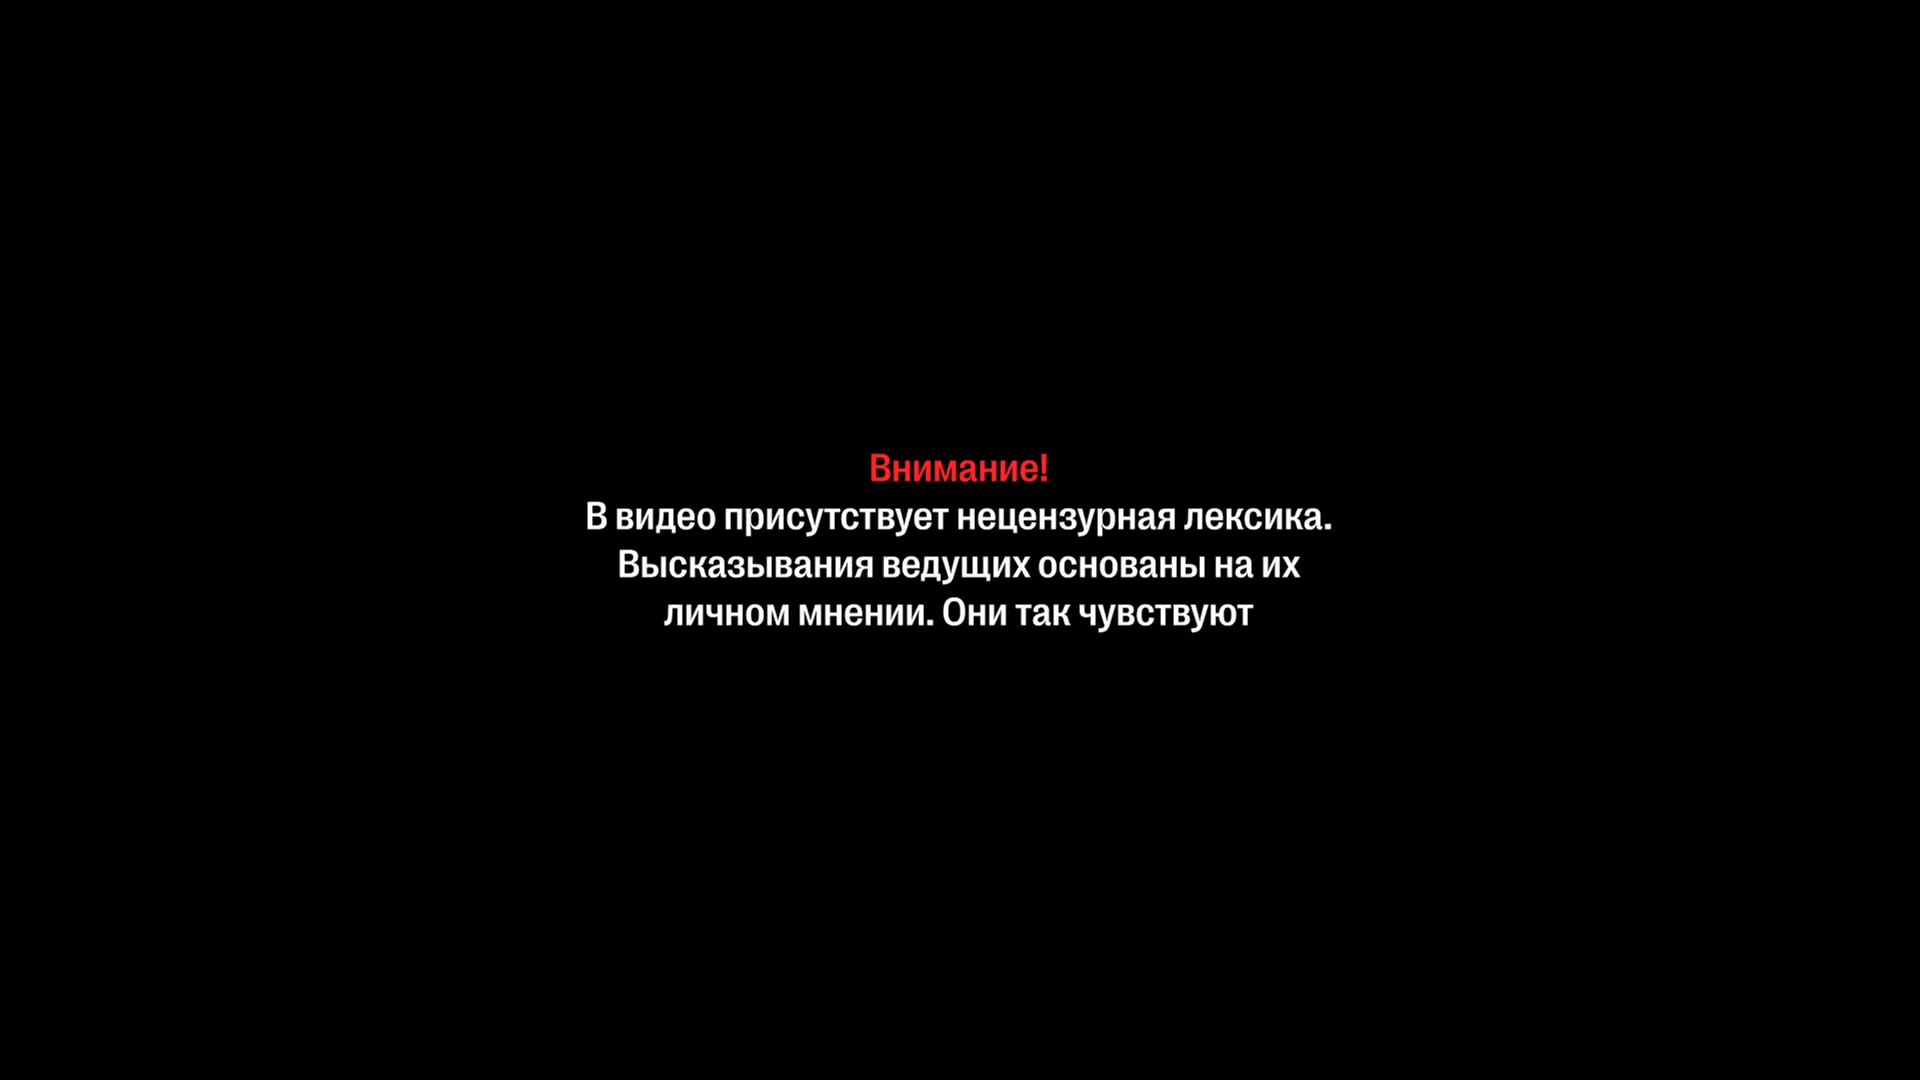 Внимание!
В видео присутствует нецензурная лексика.
Высказывания ведущих основаны на их
личном мнении. Они так чувствуют